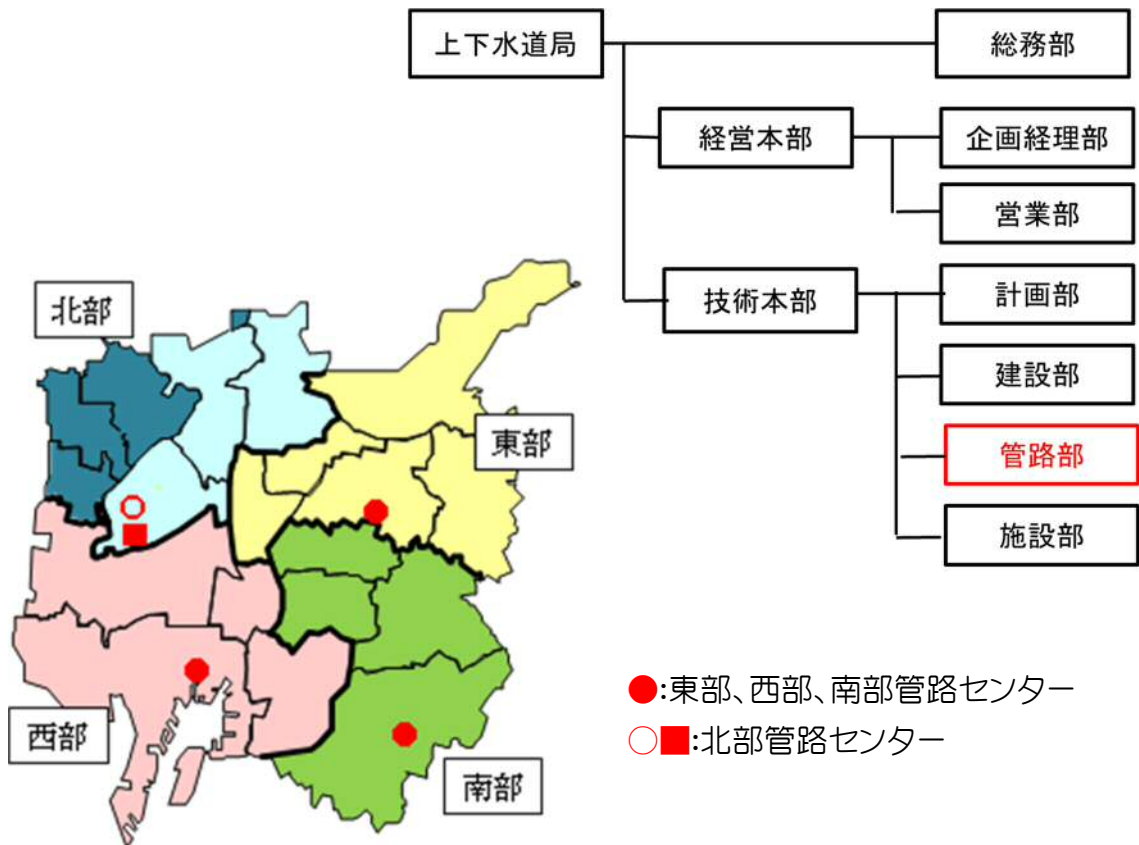 上下水道局
総務部
経営本部
企画経理部
営業部
技術本部
計画部
建設部
管路部
施設部
北部
東部
西部
南部
●:東部、西部、南部管路センター
○■:北部管路センター